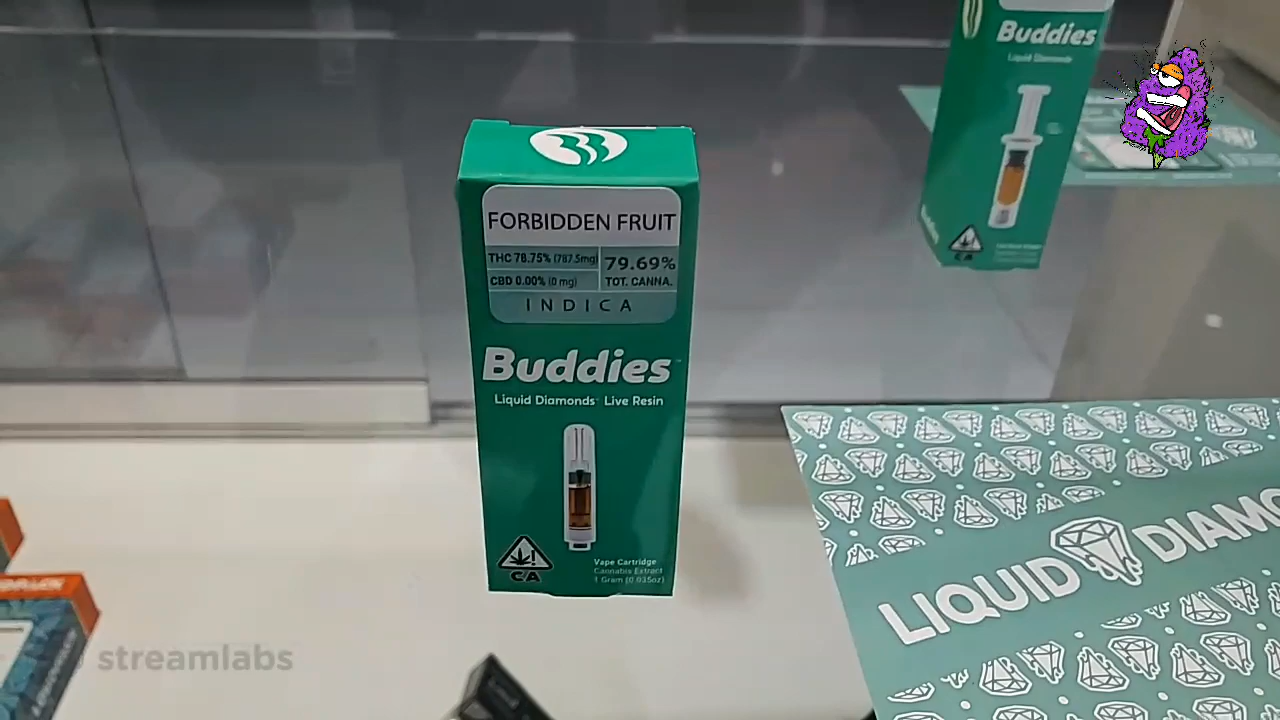 Buddies
Liquid Diamonds
CA
FORBIDDEN FRUIT
THC 78.75% (787.5mg)
79.69%
CBD 0.00% (0 mg)
TOT. CANNA.
INDICA
Buddies
Liquid Diamonds Live Resin
CA
Vape Cartridge
Cannabis Extract
1 Gram (0.035oz)
LIQUID DIAMO
streamlabs